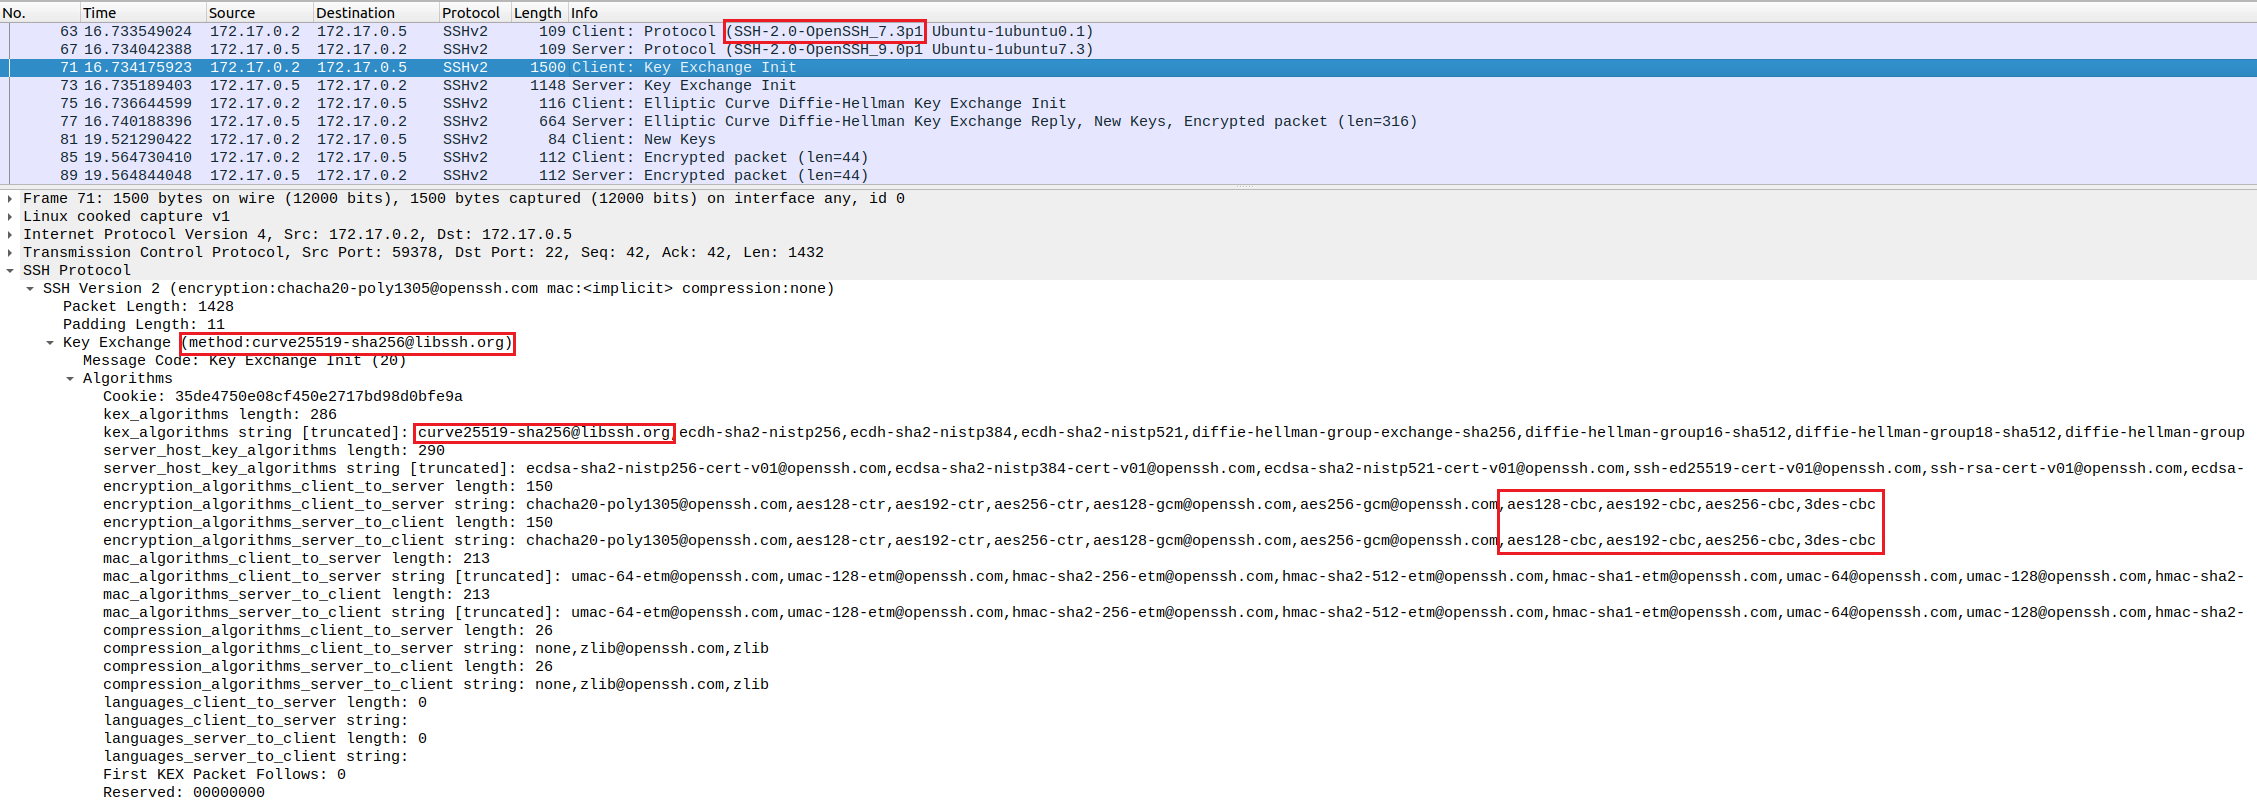 No. Time Source Destination Protocol Length Info
63 16.733549024 172.17.0.2 172.17.0.5 SSHv2 109 Client: Protocol (SSH-2.0-OpenSSH_7.3p1 Ubuntu-1ubuntu0.1)
67 16.734042388 172.17.0.5 172.17.0.2 SSHv2 109 Server: Protocol (SSH-2.0-OpenSSH_9.0p1 Ubuntu-1ubuntu7.3)
71 16.734175923 172.17.0.2 172.17.0.5 SSHv2 1500 Client: Key Exchange Init
73 16.735189403 172.17.0.5 172.17.0.2 SSHv2 1148 Server: Key Exchange Init
75 16.736644599 172.17.0.2 172.17.0.5 SSHv2 116 Client: Elliptic Curve Diffie-Hellman Key Exchange Init
77 16.740188396 172.17.0.5 172.17.0.2 SSHv2 664 Server: Elliptic Curve Diffie-Hellman Key Exchange Reply, New Keys, Encrypted packet (len=316)
81 19.521290422 172.17.0.2 172.17.0.5 SSHv2 84 Client: New Keys
85 19.564730410 172.17.0.2 172.17.0.5 SSHv2 112 Client: Encrypted packet (len=44)
89 19.564844048 172.17.0.5 172.17.0.2 SSHv2 112 Server: Encrypted packet (len=44)
Frame 71: 1500 bytes on wire (12000 bits), 1500 bytes captured (12000 bits) on interface any, id 0
Linux cooked capture v1
Internet Protocol Version 4, Src: 172.17.0.2, Dst: 172.17.0.5
Transmission Control Protocol, Src Port: 59378, Dst Port: 22, Seq: 42, Ack: 42, Len: 1432
SSH Protocol
SSH Version 2 (encryption:chacha20-poly1305@openssh.com mac:<implicit> compression:none)
Packet Length: 1428
Padding Length: 11
Key Exchange (method:curve25519-sha256@libssh.org)
Message Code: Key Exchange Init (20)
Algorithms
Cookie: 35de4750e08cf450e2717bd98d0bfe9a
kex_algorithms length: 286
kex_algorithms string [truncated]: curve25519-sha256@libssh.org,ecdh-sha2-nistp256,ecdh-sha2-nistp384,ecdh-sha2-nistp521,diffie-hellman-group-exchange-sha256,diffie-hellman-group16-sha512,diffie-hellman-group18-sha512,diffie-hellman-group
server_host_key_algorithms length: 290
server_host_key_algorithms string [truncated]: ecdsa-sha2-nistp256-cert-v01@openssh.com,ecdsa-sha2-nistp384-cert-v01@openssh.com,ecdsa-sha2-nistp521-cert-v01@openssh.com,ssh-ed25519-cert-v01@openssh.com,ssh-rsa-cert-v01@openssh.com,ecdsa-
encryption_algorithms_client_to_server length: 150
encryption_algorithms_client_to_server string: chacha20-poly1305@openssh.com,aes128-ctr,aes192-ctr,aes256-ctr,aes128-gcm@openssh.com,aes256-gcm@openssh.com,aes128-cbc,aes192-cbc,aes256-cbc,3des-cbc
encryption_algorithms_server_to_client length: 150
encryption_algorithms_server_to_client string: chacha20-poly1305@openssh.com,aes128-ctr,aes192-ctr,aes256-ctr,aes128-gcm@openssh.com,aes256-gcm@openssh.com,aes128-cbc,aes192-cbc,aes256-cbc,3des-cbc
mac_algorithms_client_to_server length: 213
mac_algorithms_client_to_server string [truncated]: umac-64-etm@openssh.com,umac-128-etm@openssh.com,hmac-sha2-256-etm@openssh.com,hmac-sha2-512-etm@openssh.com,hmac-sha1-etm@openssh.com,umac-64@openssh.com,umac-128@openssh.com,hmac-sha2-
mac_algorithms_server_to_client length: 213
mac_algorithms_server_to_client string [truncated]: umac-64-etm@openssh.com,umac-128-etm@openssh.com,hmac-sha2-256-etm@openssh.com,hmac-sha2-512-etm@openssh.com,hmac-sha1-etm@openssh.com,umac-64@openssh.com,umac-128@openssh.com,hmac-sha2-
compression_algorithms_client_to_server length: 26
compression_algorithms_client_to_server string: none,zlib@openssh.com,zlib
compression_algorithms_server_to_client length: 26
compression_algorithms_server_to_client string: none,zlib@openssh.com,zlib
languages_client_to_server length: 0
languages_client_to_server string:
languages_server_to_client length: 0
languages_server_to_client string:
First KEX Packet Follows: 0
Reserved: 00000000